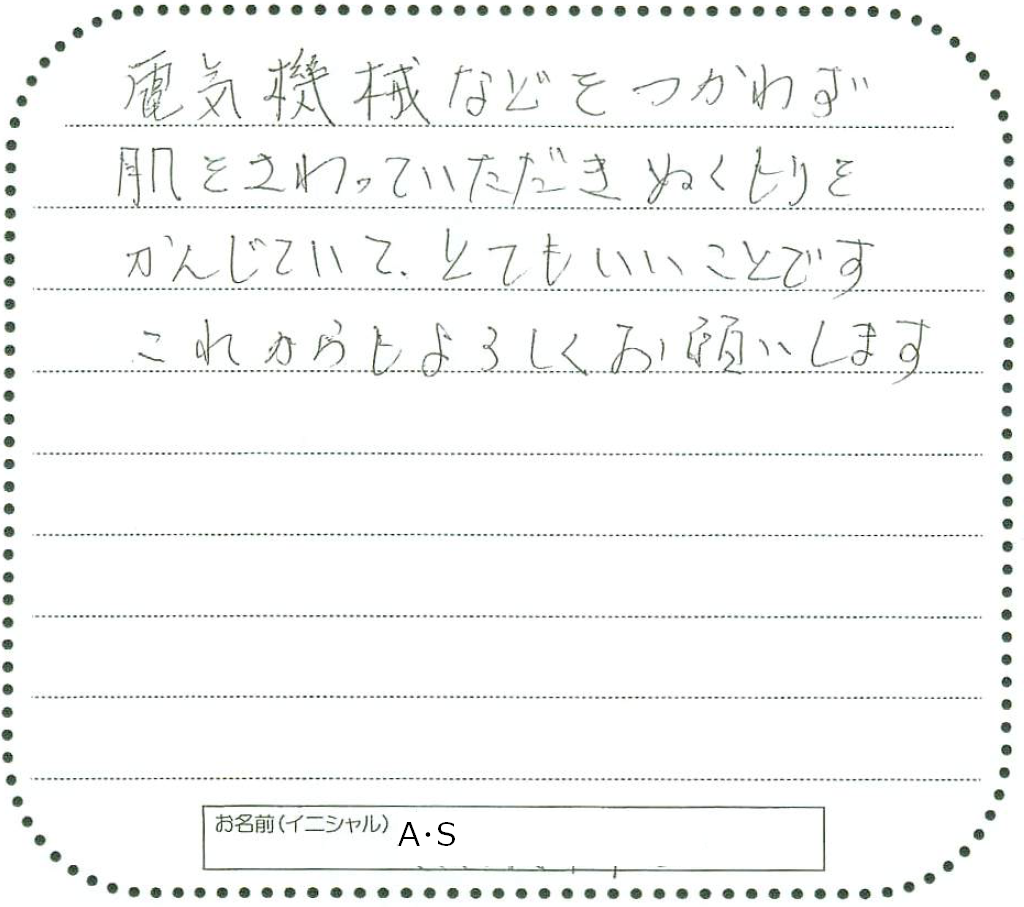 電気機械などをつかわず
肌をさわっていただきぬくもりを
かんじていて、とてもいいことです
これからもよろしくお願いします
お名前(イニシャル) A・S